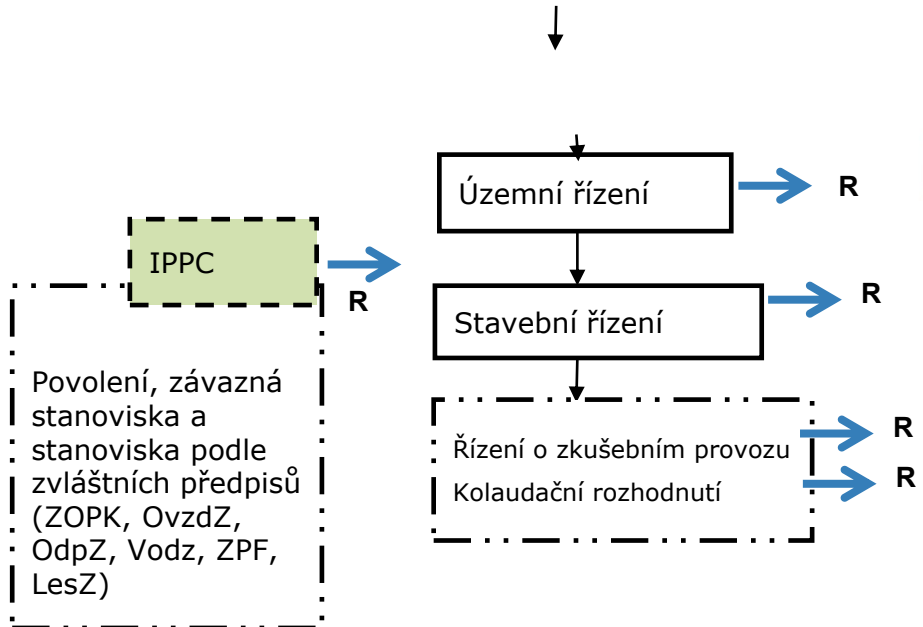 Územní řízení
R
IPPC
R
Stavební řízení
R
Povolení, závazná
stanoviska a
stanoviska podle
zvláštních předpisů
(ZOPK, OvzdZ,
OdpZ, Vodz, ZPF,
LesZ)
Řízení o zkušebním provozu
R
Kolaudační rozhodnutí
R